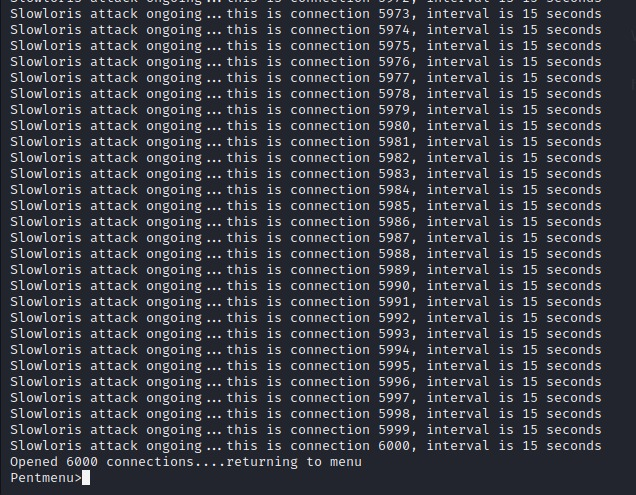 Slowloris attack ongoing...this is connection 5972, interval is 15 seconds
Slowloris attack ongoing...this is connection 5973, interval is 15 seconds
Slowloris attack ongoing...this is connection 5974, interval is 15 seconds
Slowloris attack ongoing...this is connection 5975, interval is 15 seconds
Slowloris attack ongoing...this is connection 5976, interval is 15 seconds
Slowloris attack ongoing...this is connection 5977, interval is 15 seconds
Slowloris attack ongoing...this is connection 5978, interval is 15 seconds
Slowloris attack ongoing...this is connection 5979, interval is 15 seconds
Slowloris attack ongoing...this is connection 5980, interval is 15 seconds
Slowloris attack ongoing...this is connection 5981, interval is 15 seconds
Slowloris attack ongoing...this is connection 5982, interval is 15 seconds
Slowloris attack ongoing...this is connection 5983, interval is 15 seconds
Slowloris attack ongoing...this is connection 5984, interval is 15 seconds
Slowloris attack ongoing...this is connection 5985, interval is 15 seconds
Slowloris attack ongoing...this is connection 5986, interval is 15 seconds
Slowloris attack ongoing...this is connection 5987, interval is 15 seconds
Slowloris attack ongoing...this is connection 5988, interval is 15 seconds
Slowloris attack ongoing...this is connection 5989, interval is 15 seconds
Slowloris attack ongoing...this is connection 5990, interval is 15 seconds
Slowloris attack ongoing...this is connection 5991, interval is 15 seconds
Slowloris attack ongoing...this is connection 5992, interval is 15 seconds
Slowloris attack ongoing...this is connection 5993, interval is 15 seconds
Slowloris attack ongoing...this is connection 5994, interval is 15 seconds
Slowloris attack ongoing...this is connection 5995, interval is 15 seconds
Slowloris attack ongoing...this is connection 5996, interval is 15 seconds
Slowloris attack ongoing...this is connection 5997, interval is 15 seconds
Slowloris attack ongoing...this is connection 5998, interval is 15 seconds
Slowloris attack ongoing...this is connection 5999, interval is 15 seconds
Slowloris attack ongoing...this is connection 6000, interval is 15 seconds
Opened 6000 connections....returning to menu
Pentmenu>